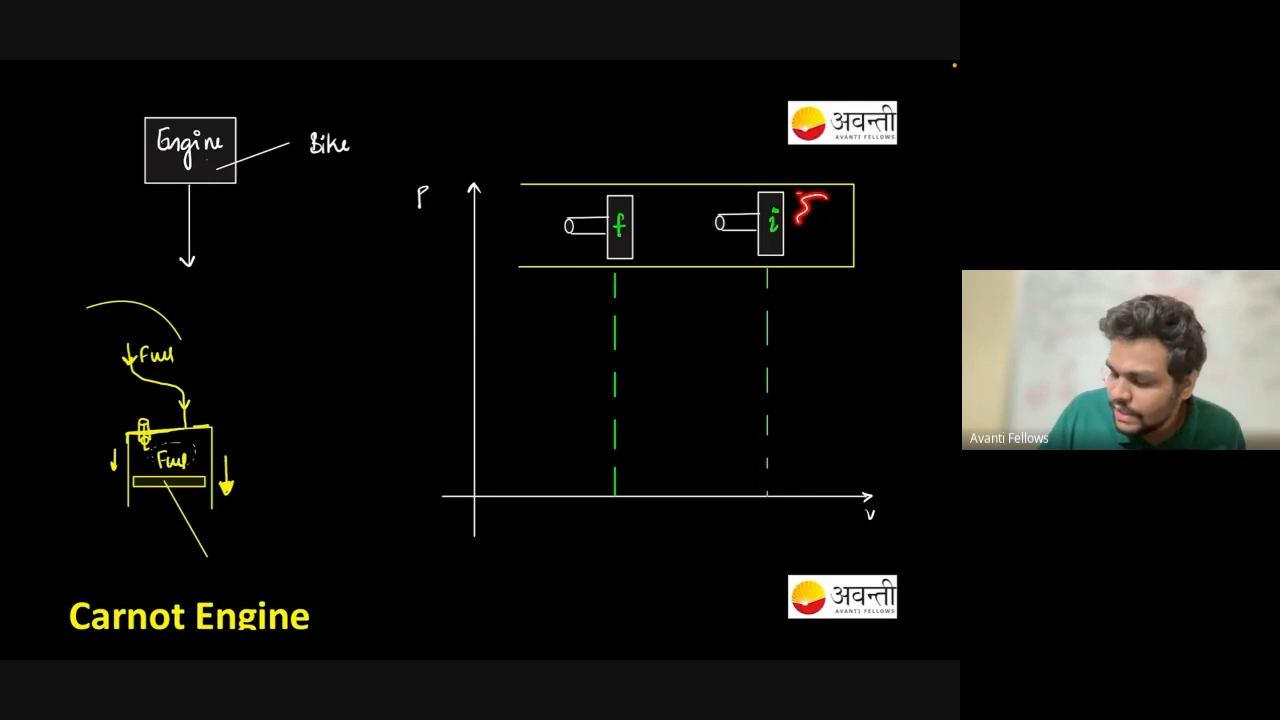 अवन्ती
AVANTI FELLOWS
Engine
Bike
P
f
i
Fuel
Fuel
Avanti Fellows
v
अवन्ती
AVANTI FELLOWS
Carnot Engine